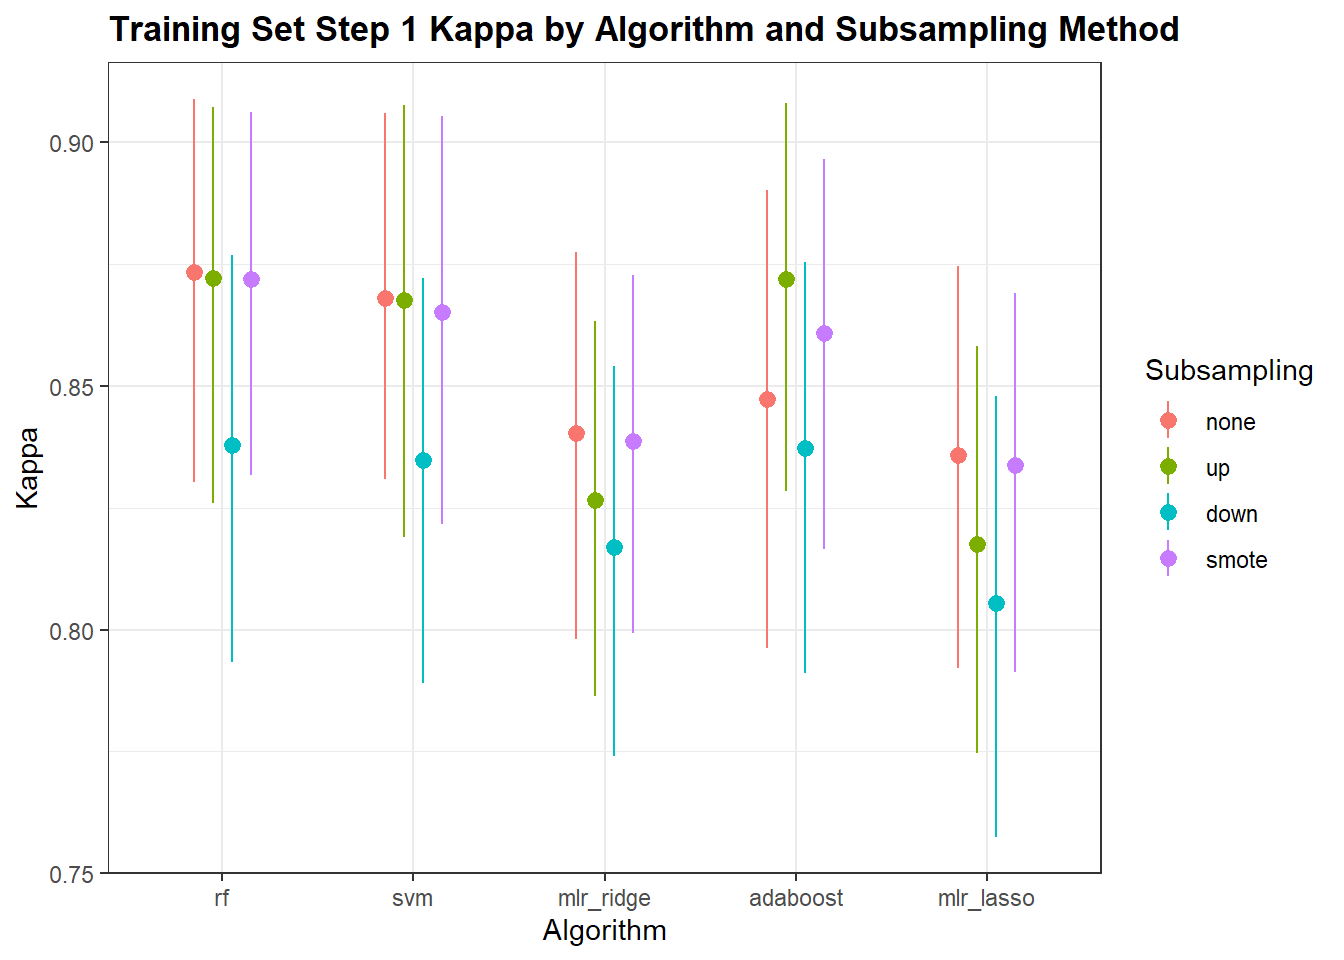 Training Set Step 1 Kappa by Algorithm and Subsampling Method
0.90
0.85
0.80
0.75
Kappa
rf
svm
mlr_ridge
adaboost
mlr_lasso
Algorithm
Subsampling
none
up
down
smote